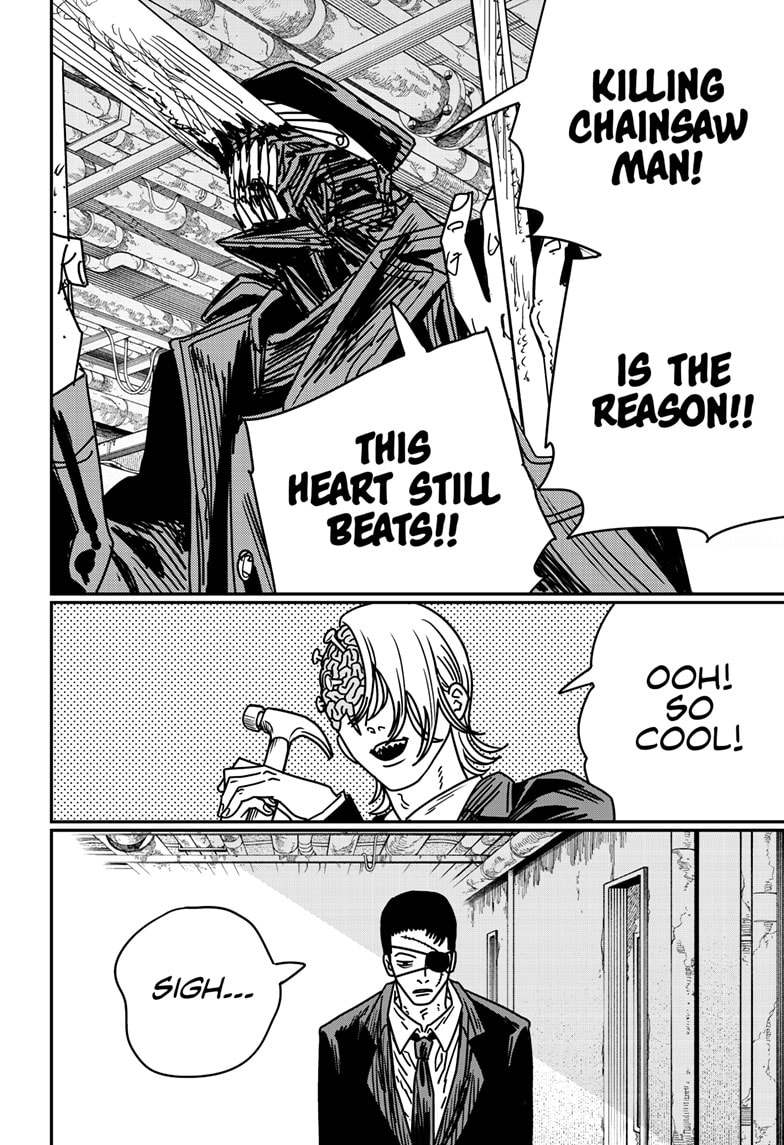 KILLING
CHAINSAW
MAN!
IS THE
REASON!!
THIS
HEART STILL
BEATS!!
OOH!
SO
COOL!
SIGH...